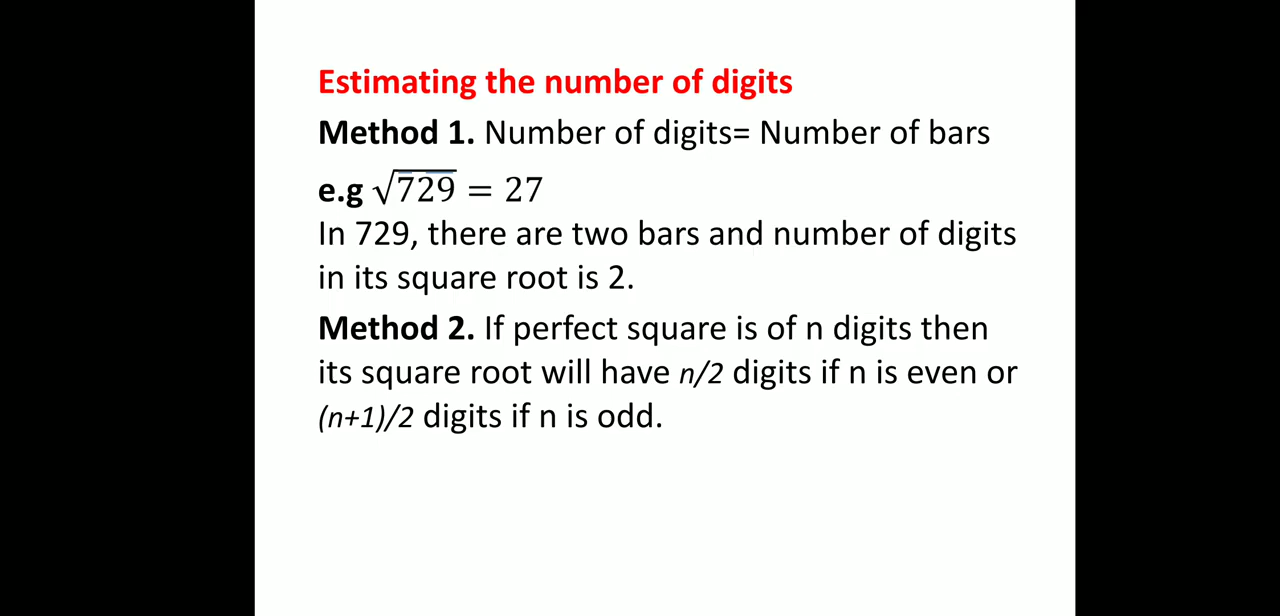 Estimating the number of digits
Method 1. Number of digits= Number of bars
e.g √729 = 27
In 729, there are two bars and number of digits
in its square root is 2.
Method 2. If perfect square is of n digits then
its square root will have n/2 digits if n is even or
(n+1)/2 digits if n is odd.